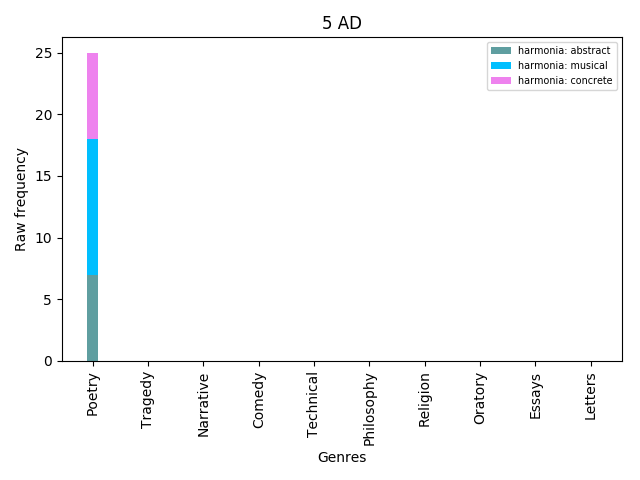 5 AD
harmonia: abstract
harmonia: musical
harmonia: concrete
Raw frequency
25
20
15
10
5
0
Poetry
Tragedy
Narrative
Comedy
Technical
Philosophy
Religion
Oratory
Essays
Letters
Genres